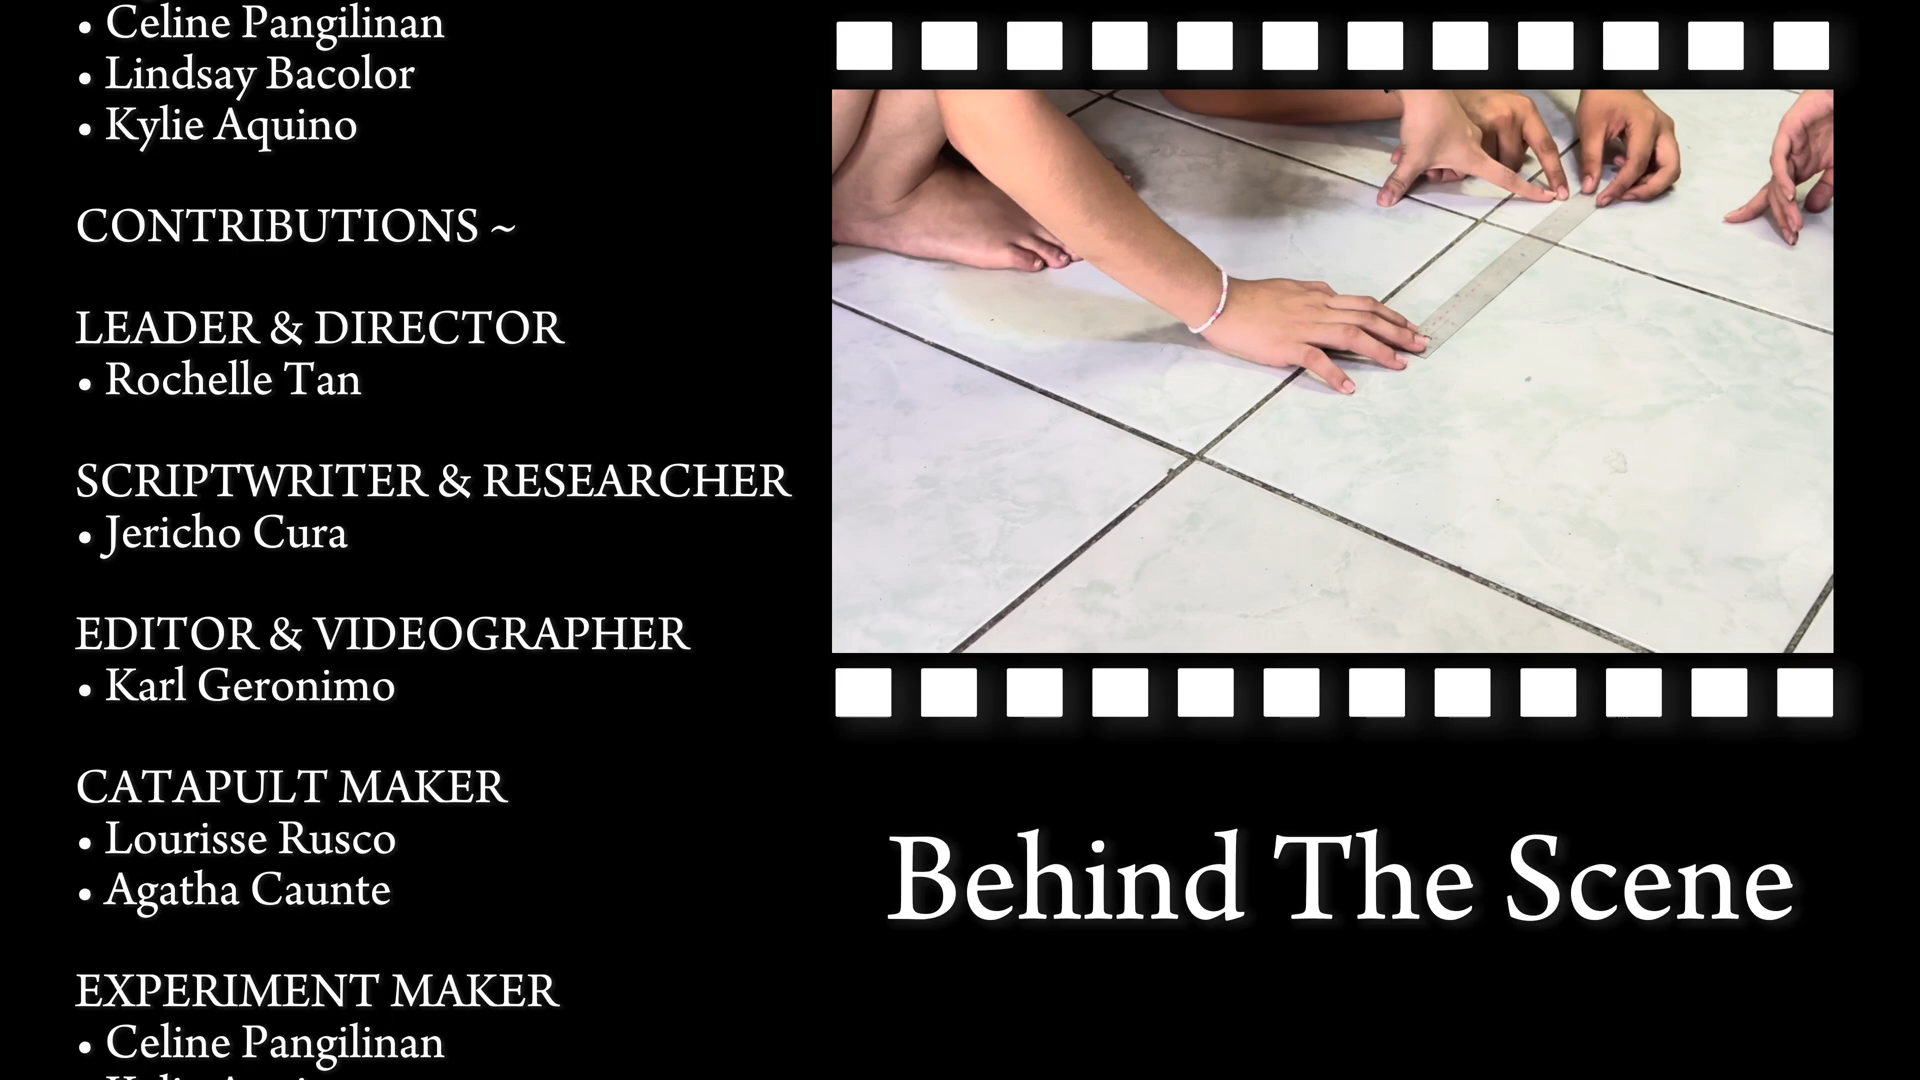 • Celine Pangilinan
• Lindsay Bacolor
• Kylie Aquino
CONTRIBUTIONS ~
LEADER & DIRECTOR
• Rochelle Tan
SCRIPTWRITER & RESEARCHER
• Jericho Cura
EDITOR & VIDEOGRAPHER
• Karl Geronimo
CATAPULT MAKER
• Lourisse Rusco
• Agatha Caunte
EXPERIMENT MAKER
• Celine Pangilinan
Behind The Scene